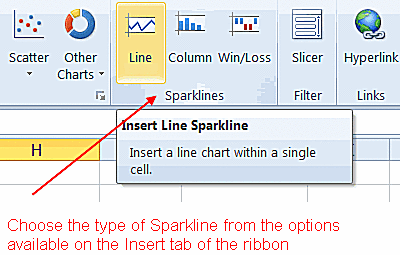 Scatter Other Charts Line Column Win/Loss Slicer Hyperlink
Sparklines Filter Links
Insert Line Sparkline
H
Insert a line chart within a single
cell.
Choose the type of Sparkline from the options
available on the Insert tab of the ribbon